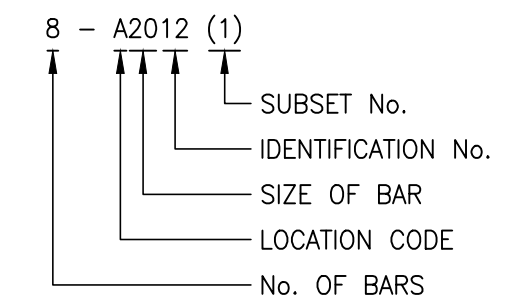 8 - A2012 (1)
SUBSET No.
IDENTIFICATION No.
SIZE OF BAR
LOCATION CODE
No. OF BARS